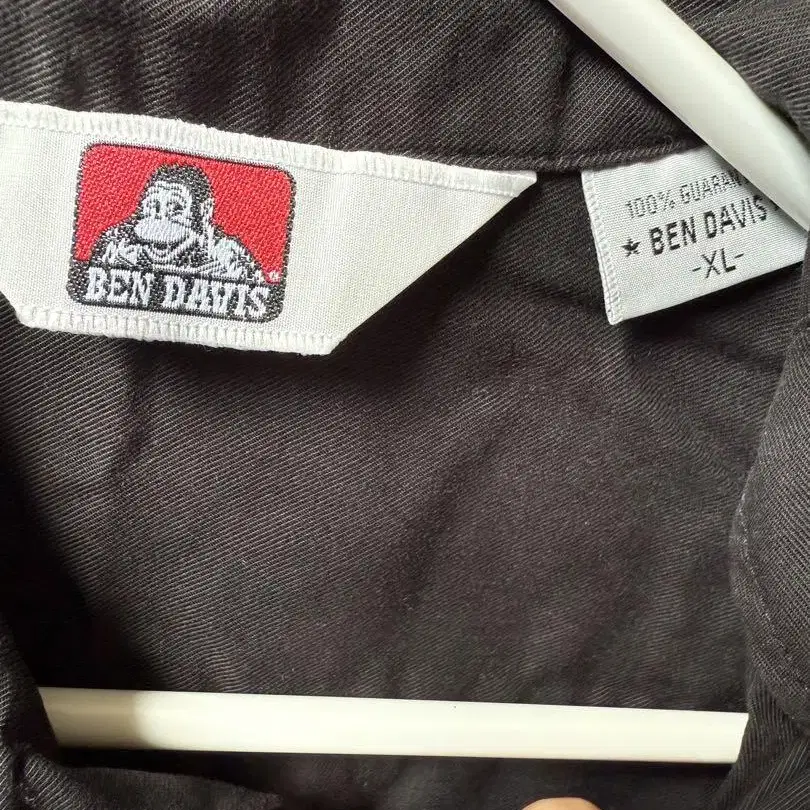 BEN DAVIS
100%
★ BEN DAVIS
-XL-